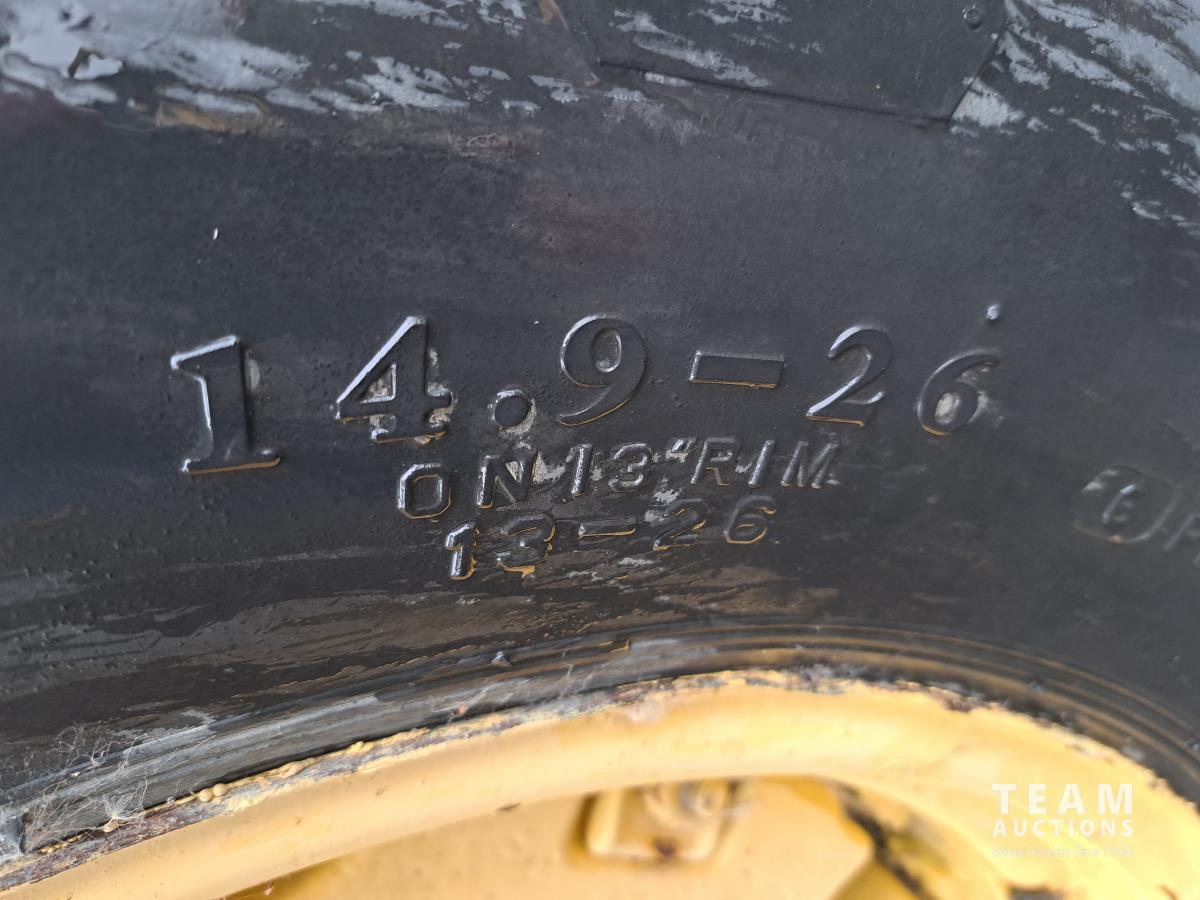 14.9-26
ON 13" RIM
13-26
TEAM
AUCTIONS